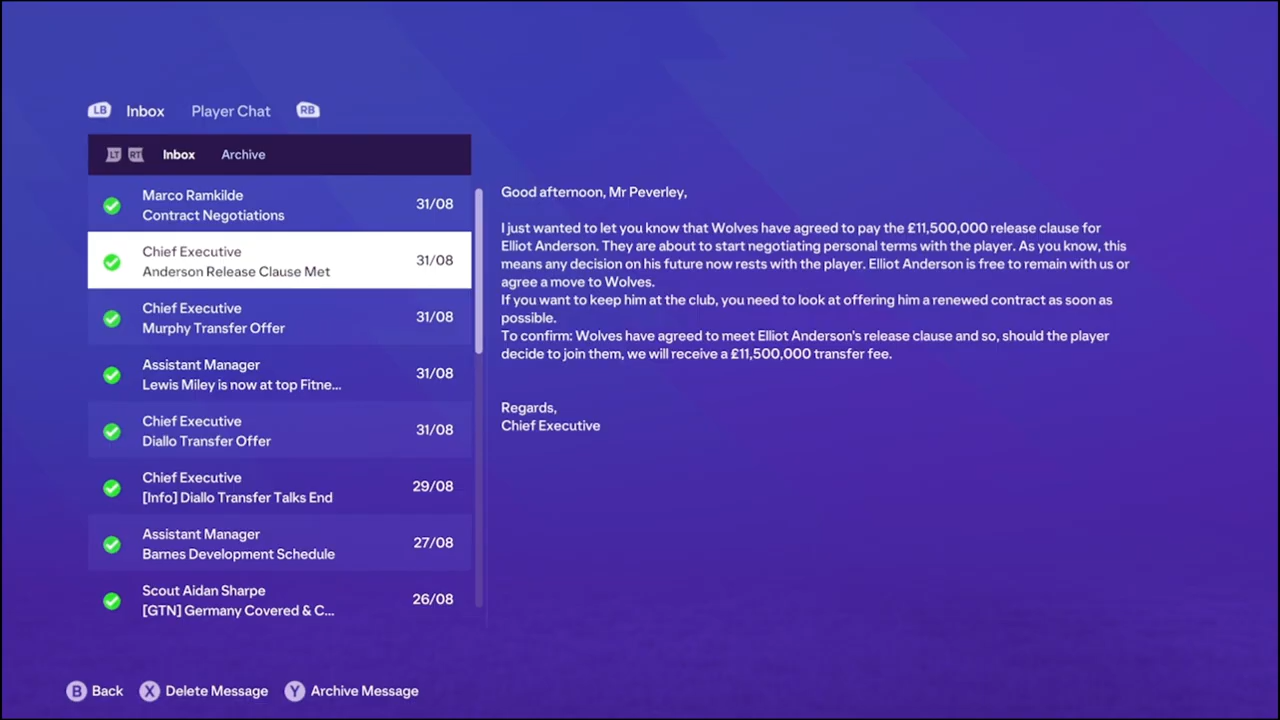 LB Inbox Player Chat RB
LT RT Inbox Archive
Marco Ramkilde
Contract Negotiations
31/08
Chief Executive
Anderson Release Clause Met
31/08
Chief Executive
Murphy Transfer Offer
31/08
Assistant Manager
Lewis Miley is now at top Fitne...
31/08
Chief Executive
Diallo Transfer Offer
31/08
Chief Executive
[Info] Diallo Transfer Talks End
29/08
Assistant Manager
Barnes Development Schedule
27/08
Scout Aidan Sharpe
[GTN] Germany Covered & C...
26/08
Good afternoon, Mr Peverley,
I just wanted to let you know that Wolves have agreed to pay the £11,500,000 release clause for
Elliot Anderson. They are about to start negotiating personal terms with the player. As you know, this
means any decision on his future now rests with the player. Elliot Anderson is free to remain with us or
agree a move to Wolves.
If you want to keep him at the club, you need to look at offering him a renewed contract as soon as
possible.
To confirm: Wolves have agreed to meet Elliot Anderson's release clause and so, should the player
decide to join them, we will receive a £11,500,000 transfer fee.
Regards,
Chief Executive
B Back X Delete Message Y Archive Message